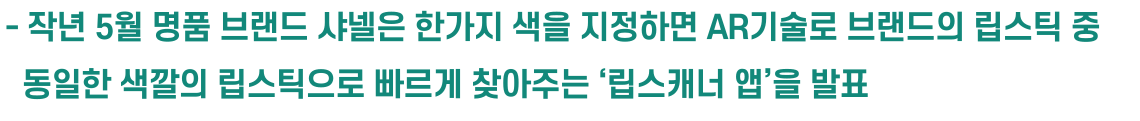 - 작년 5월 명품 브랜드 샤넬은 한가지 색을 지정하면 AR기술로 브랜드의 립스틱 중
동일한 색깔의 립스틱으로 빠르게 찾아주는 ‘립스캐너 앱’을 발표